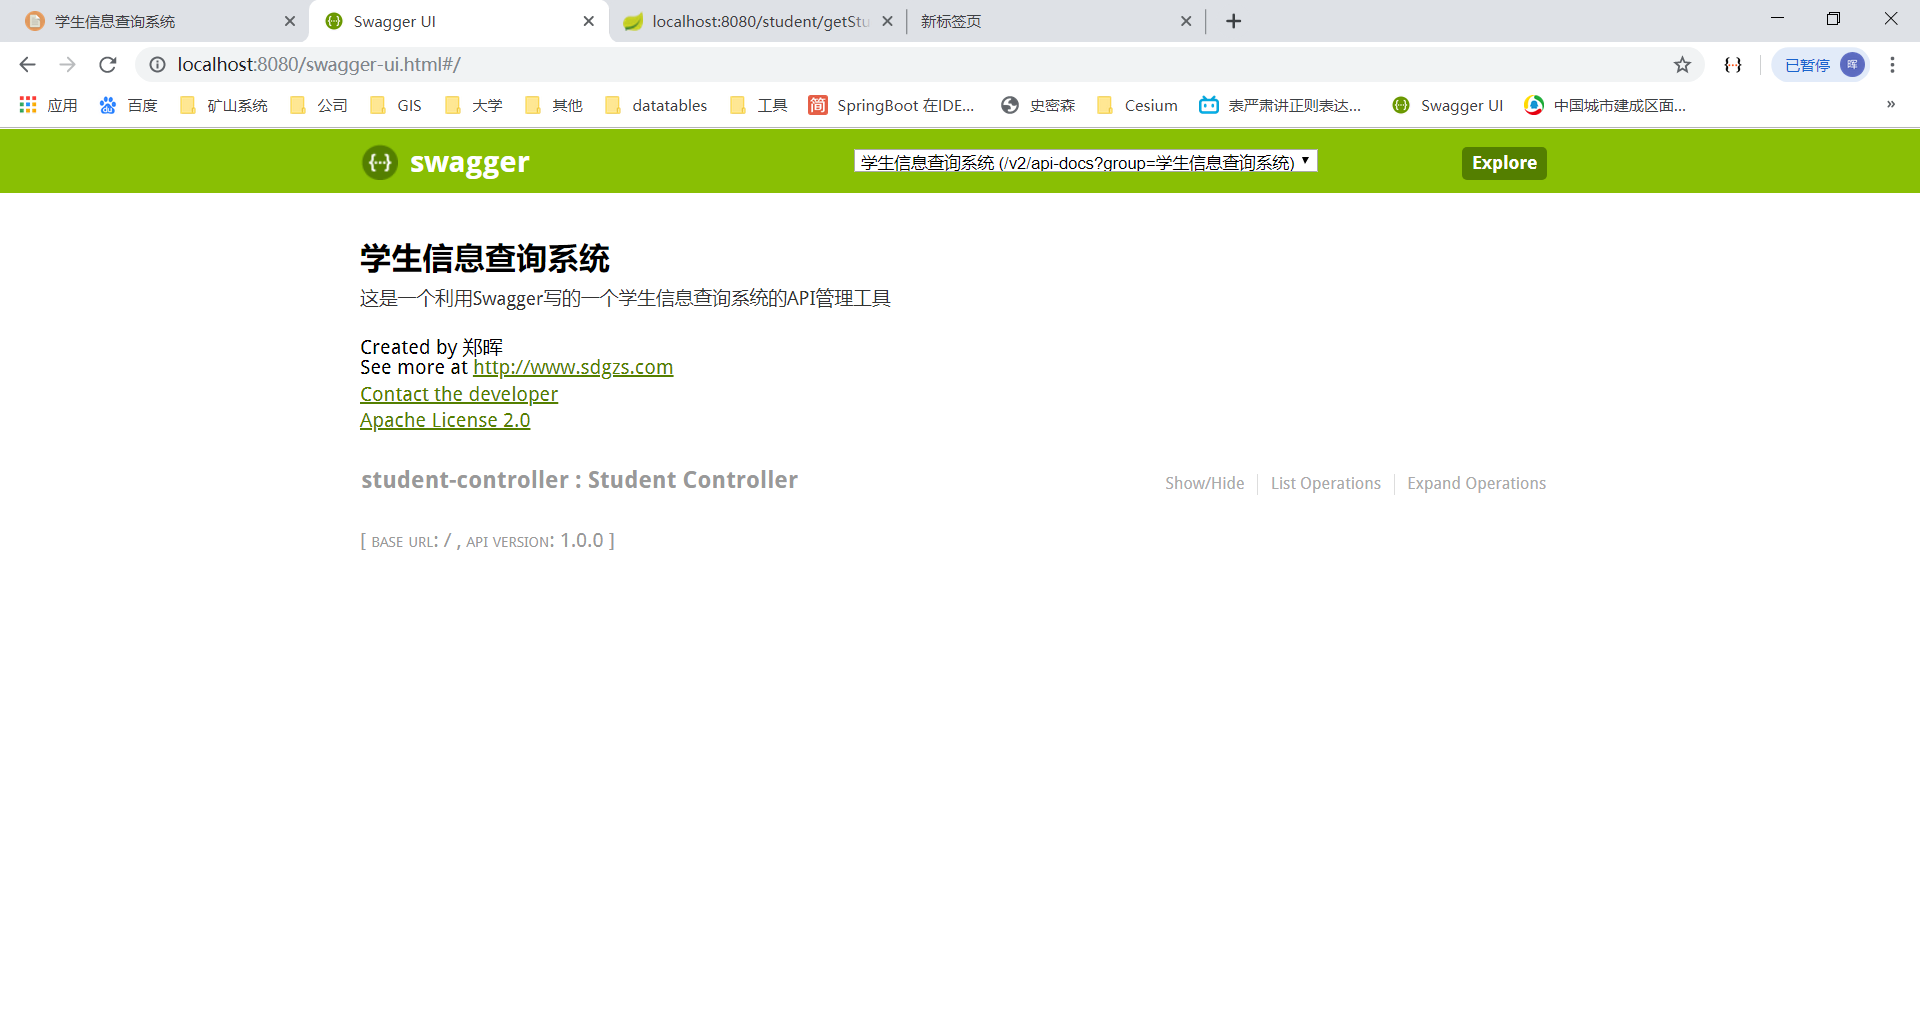 学生信息查询系统
Swagger UI
localhost:8080/student/getStu
新标签页
localhost:8080/swagger-ui.html#/
已暂停 晖
应用 百度 矿山系统 公司 GIS 大学 其他 datatables 工具 简 SpringBoot 在IDE... 史密森 Cesium 表严肃讲正则表达... Swagger UI 中国城市建成区面... »
swagger
学生信息查询系统 (/v2/api-docs?group=学生信息查询系统)
Explore
学生信息查询系统
这是一个利用Swagger写的一个学生信息查询系统的API管理工具
Created by 郑晖
See more at http://www.sdgzs.com
Contact the developer
Apache License 2.0
student-controller : Student Controller
Show/Hide List Operations Expand Operations
[ BASE URL: / , API VERSION: 1.0.0 ]